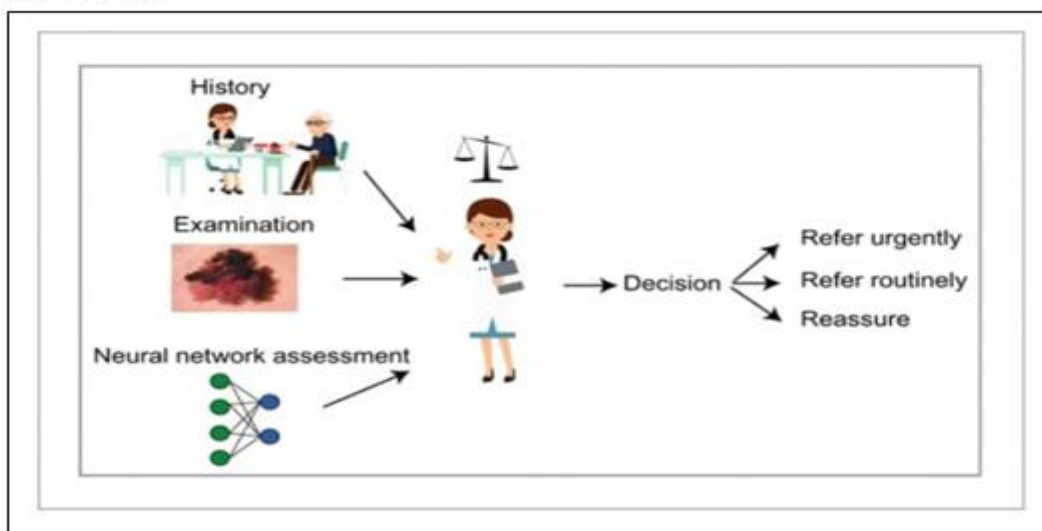 History
Examination
Neural network assessment
Decision
Refer urgently
Refer routinely
Reassure